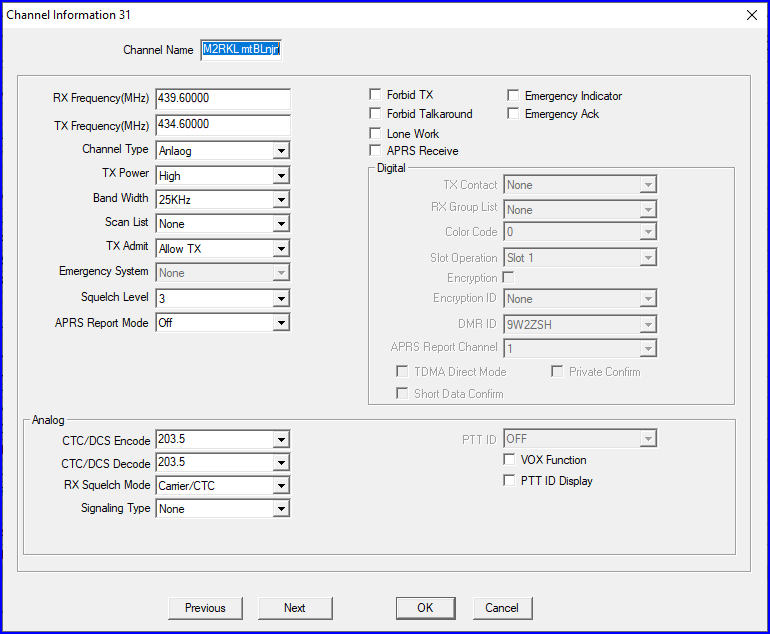 Channel Information 31
Channel Name M2RKL mtBLnjr
RX Frequency(MHz) 439.60000
TX Frequency(MHz) 434.60000
Channel Type Anlaog
TX Power High
Band Width 25KHz
Scan List None
TX Admit Allow TX
Emergency System None
Squelch Level 3
APRS Report Mode Off
Forbid TX
Emergency Indicator
Forbid Talkaround
Emergency Ack
Lone Work
APRS Receive
Digital
TX Contact None
RX Group List None
Color Code 0
Slot Operation Slot 1
Encryption
Encryption ID None
DMR ID 9W2ZSH
APRS Report Channel 1
TDMA Direct Mode
Private Confirm
Short Data Confirm
Analog
CTC/DCS Encode 203.5
CTC/DCS Decode 203.5
RX Squelch Mode Carrier/CTC
Signaling Type None
PTT ID OFF
VOX Function
PTT ID Display
Previous
Next
OK
Cancel